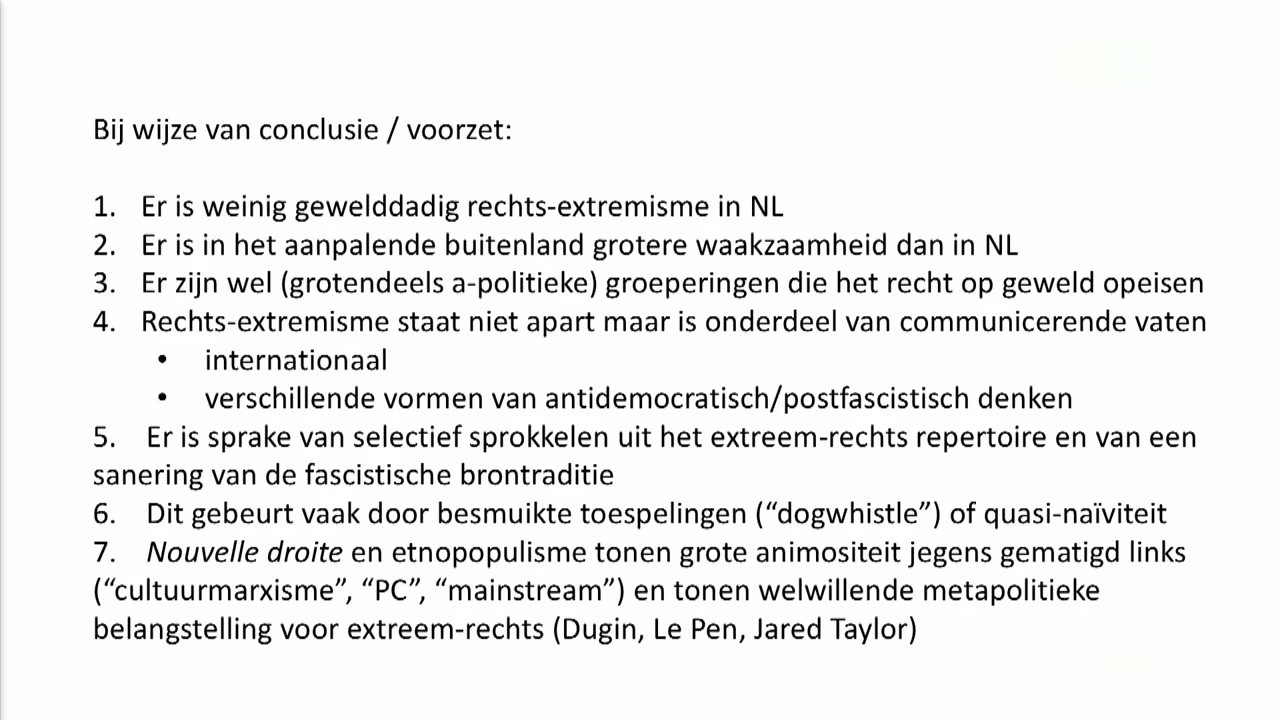 Bij wijze van conclusie / voorzet:
1. Er is weinig gewelddadig rechts-extremisme in NL
2. Er is in het aanpalende buitenland grotere waakzaamheid dan in NL
3. Er zijn wel (grotendeels a-politieke) groeperingen die het recht op geweld opeisen
4. Rechts-extremisme staat niet apart maar is onderdeel van communicerende vaten
• internationaal
• verschillende vormen van antidemocratisch/postfascistisch denken
5. Er is sprake van selectief sprokkelen uit het extreem-rechts repertoire en van een
sanering van de fascistische brontraditie
6. Dit gebeurt vaak door besmuikte toespelingen (“dogwhistle”) of quasi-naïviteit
7. Nouvelle droite en etnopopulisme tonen grote animositeit jegens gematigd links
(“cultuurmarxisme”, “PC”, “mainstream”) en tonen welwillende metapolitieke
belangstelling voor extreem-rechts (Dugin, Le Pen, Jared Taylor)